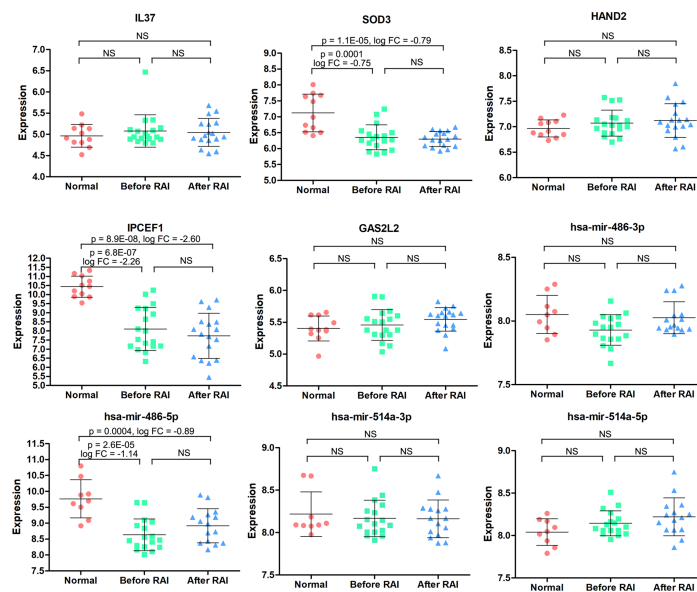 IL37
NS
NS
NS
Expression
7.0
6.5
6.0
5.5
5.0
4.5
4.0
Normal
Before RAI
After RAI
SOD3
p = 1.1E-05, log FC = -0.79
p = 0.0001
log FC = -0.75
NS
Expression
9.0
8.5
8.0
7.5
7.0
6.5
6.0
5.5
5.0
Normal
Before RAI
After RAI
HAND2
NS
NS
NS
Expression
8.5
8.0
7.5
7.0
6.5
6.0
Normal
Before RAI
After RAI
IPCEF1
p = 8.9E-08, log FC = -2.60
p = 6.8E-07
log FC = -2.26
NS
Expression
12.0
11.5
11.0
10.5
10.0
9.5
9.0
8.5
8.0
7.5
7.0
6.5
6.0
5.5
5.0
Normal
Before RAI
After RAI
GAS2L2
NS
NS
NS
Expression
6.5
6.0
5.5
5.0
4.5
Normal
Before RAI
After RAI
hsa-mir-486-3p
NS
NS
NS
Expression
8.5
8.0
7.5
Normal
Before RAI
After RAI
hsa-mir-486-5p
p = 0.0004, log FC = -0.89
p = 2.6E-05
log FC = -1.14
NS
Expression
11.5
11.0
10.5
10.0
9.5
9.0
8.5
8.0
7.5
Normal
Before RAI
After RAI
hsa-mir-514a-3p
NS
NS
NS
Expression
9.0
8.5
8.0
7.5
Normal
Before RAI
After RAI
hsa-mir-514a-5p
NS
NS
NS
Expression
9.0
8.5
8.0
7.5
Normal
Before RAI
After RAI